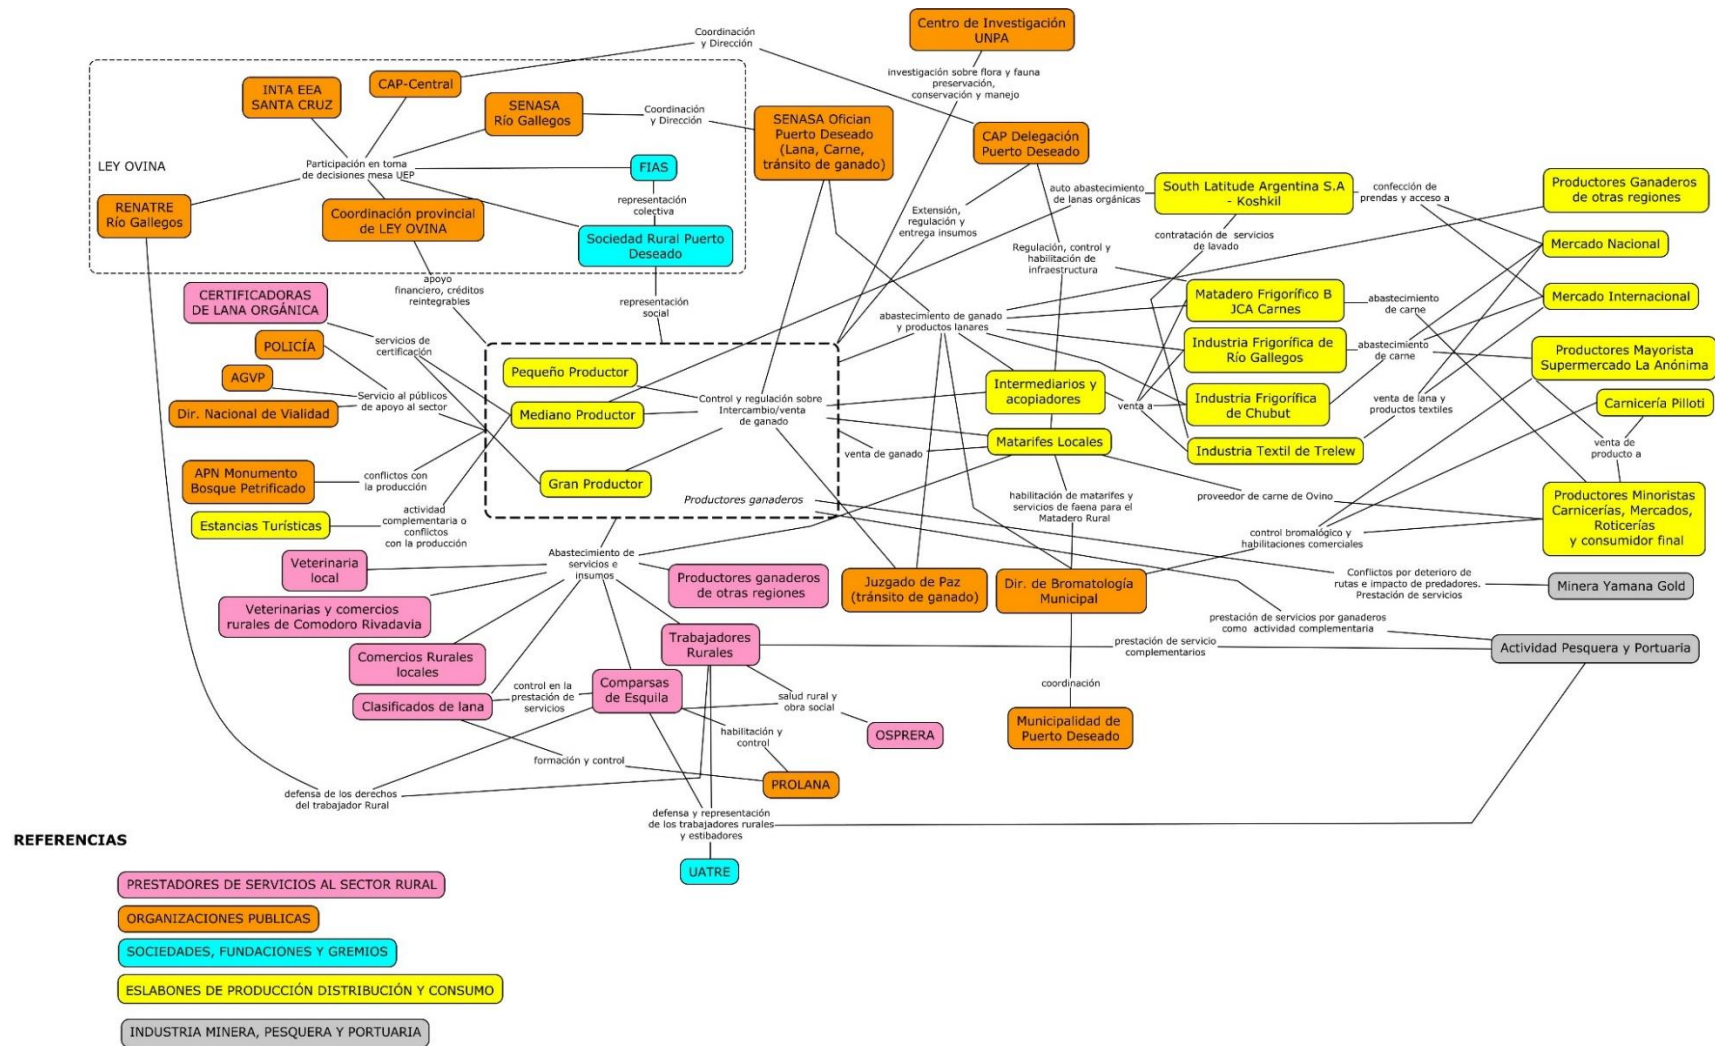 Centro de Investigación
UNPA
Coordinación
y Dirección
investigación sobre flora y fauna
preservación,
conservación y manejo
INTA EEA
SANTA CRUZ
CAP-Central
SENASA
Río Gallegos
Coordinación
y Dirección
SENASA Ofician
Puerto Deseado
(Lana, Carne,
tránsito de ganado)
CAP Delegación
Puerto Deseado
LEY OVINA
Participación en toma
de decisiones mesa UEP
FIAS
representación
colectiva
RENATRE
Río Gallegos
Coordinación provincial
de LEY OVINA
Sociedad Rural Puerto
Deseado
Extensión,
regulación y
entrega insumos
auto abastecimiento
de lanas orgánicas
South Latitude Argentina S.A
- Koshkil
confección de
prendas y acceso a
Productores Ganaderos
de otras regiones
contratación de  servicios
de lavado
Mercado Nacional
Regulación, control y
habilitación de
infraestructura
apoyo
financiero, créditos
reintegrables
representación
social
CERTIFICADORAS
DE LANA ORGÁNICA
servicios de
certificación
POLICÍA
AGVP
Servicio al públicos
de apoyo al sector
Dir. Nacional de Vialidad
abastecimiento de ganado
y productos lanares
Matadero Frigorífico B
JCA Carnes
abastecimiento
de carne
Mercado Internacional
Industria Frigorífica de
Río Gallegos
abastecimiento
de carne
Productores Mayorista
Supermercado La Anónima
Pequeño Productor
Mediano Productor
Gran Productor
Productores ganaderos
Control y regulación sobre
Intercambio/venta
de ganado
Intermediarios y
acopiadores
venta a
Industria Frigorífica
de Chubut
venta de lana y
productos textiles
Carnicería Pilloti
Matarifes Locales
venta de ganado
Industria Textil de Trelew
venta de
producto a
APN Monumento
Bosque Petrificado
conflictos con
la producción
Estancias Turísticas
actividad
complementaria o
conflictos
con la producción
habilitación de matarifes y
servicios de faena para el
Matadero Rural
proveedor de carne de Ovino
Productores Minoristas
Carnicerías, Mercados,
Roticerías
y consumidor final
control bromalógico y
habilitaciones comerciales
Abastecimiento de
servicios e
insumos
Veterinaria
local
Productores ganaderos
de otras regiones
Juzgado de Paz
(tránsito de ganado)
Dir. de Bromatología
Municipal
Conflictos por deterioro de
rutas e impacto de predadores.
Prestación de servicios
Minera Yamana Gold
Veterinarias y comercios
rurales de Comodoro Rivadavia
prestación de servicios por ganaderos
como  actividad complementaria
Trabajadores
Rurales
prestación de servicio
complementarios
Actividad Pesquera y Portuaria
Comercios Rurales
locales
Clasificados de lana
control en la
prestación de
servicios
Comparsas
de Esquila
salud rural y
obra social
coordinación
OSPRERA
Municipalidad de
Puerto Deseado
habilitación y
control
formación y control
PROLANA
defensa de los derechos
del trabajador Rural
defensa y representación
de los trabajadores rurales
y estibadores
UATRE
REFERENCIAS
PRESTADORES DE SERVICIOS AL SECTOR RURAL
ORGANIZACIONES PUBLICAS
SOCIEDADES, FUNDACIONES Y GREMIOS
ESLABONES DE PRODUCCIÓN DISTRIBUCIÓN Y CONSUMO
INDUSTRIA MINERA, PESQUERA Y PORTUARIA